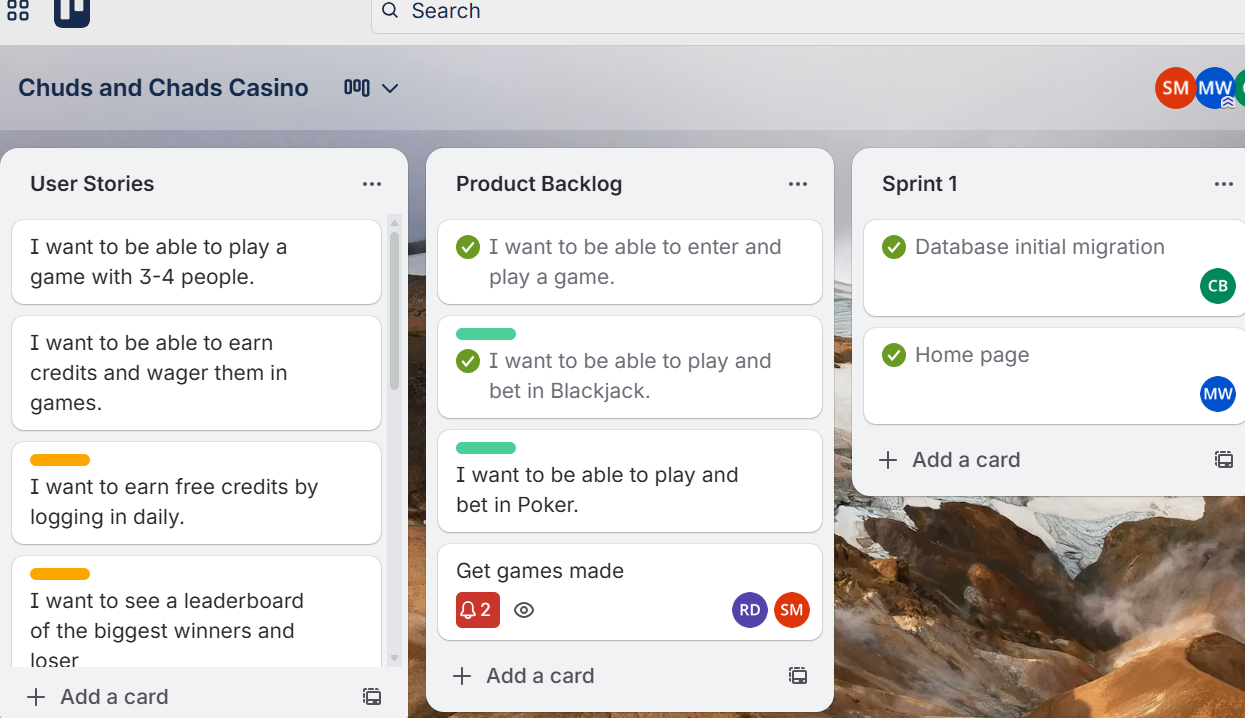 Search
Chuds and Chads Casino
SM
MW
User Stories
I want to be able to play a
game with 3-4 people.
I want to be able to earn
credits and wager them in
games.
I want to earn free credits by
logging in daily.
I want to see a leaderboard
of the biggest winners and
loser
Add a card
Product Backlog
I want to be able to enter and
play a game.
I want to be able to play and
bet in Blackjack.
I want to be able to play and
bet in Poker.
Get games made
2
RD
SM
Add a card
Sprint 1
Database initial migration
CB
Home page
MW
Add a card